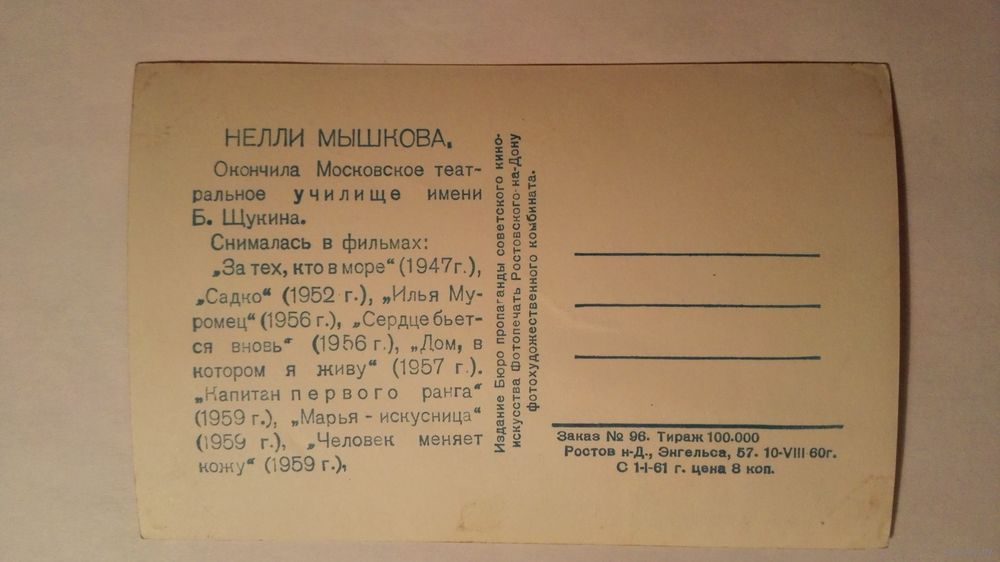 НЕЛЛИ МЫШКОВА.
Окончила Московское теат-
ральное училище имени
Б. Щукина.
Снималась в фильмах:
„За тех, кто в море“ (1947г.),
„Садко“ (1952 г.), „Илья Му-
ромец“ (1956 г.), „Сердце бьет-
ся вновь“ (1956 г.), „Дом, в
котором я живу“ (1957 г.).
„Капитан первого ранга“
(1959 г.), „Марья - искусница“
(1959 г.), „Человек меняет
кожу“ (1959 г.),
Издание Бюро пропаганды советского кино-
искусства Фотопечать Ростовского-на-Дону
фотохудожественного комбината.
Заказ № 96. Тираж 100.000
Ростов н-Д., Энгельса, 57. 10-VIII 60г.
С 1-I-61 г. цена 8 коп.